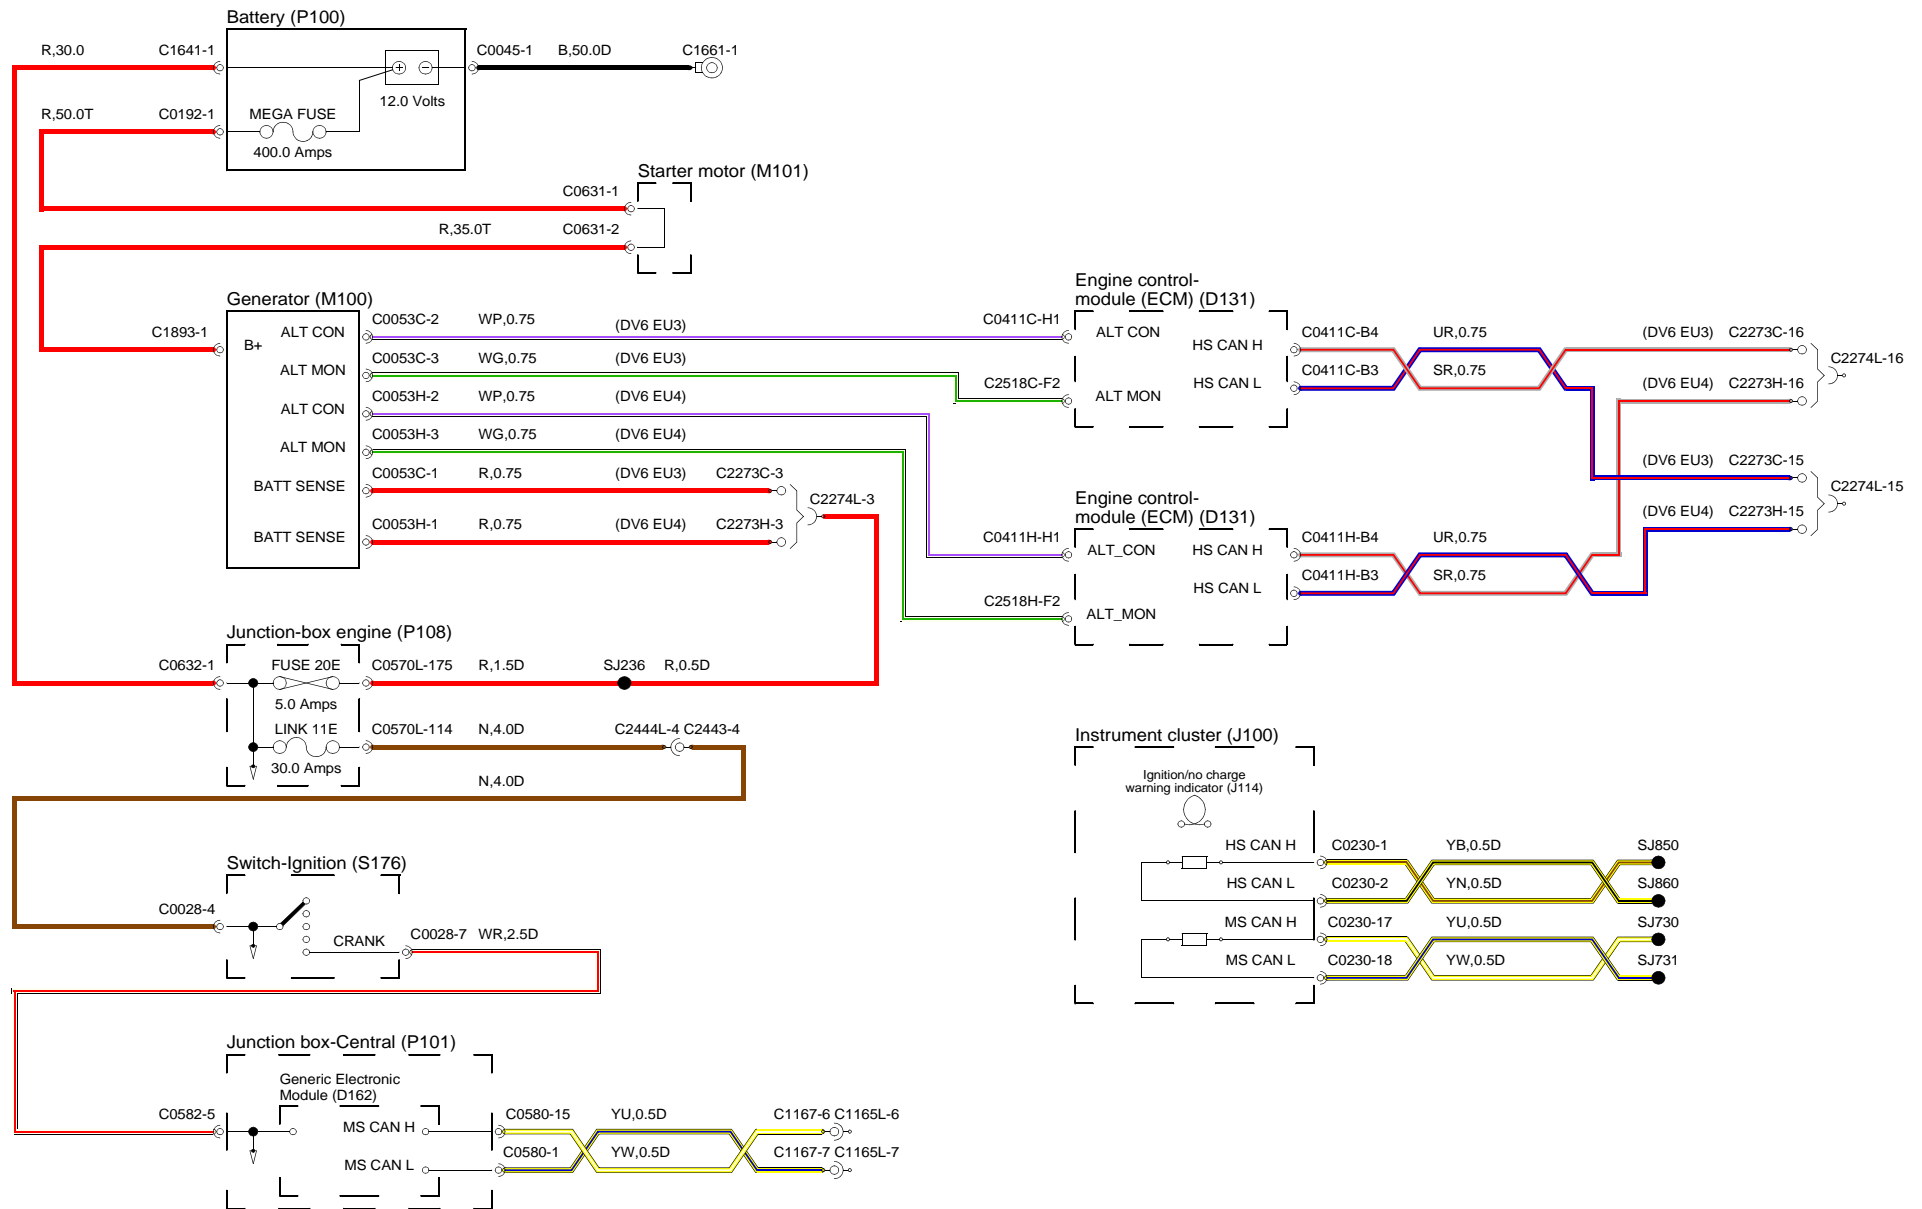 Battery (P100)
R,30.0
C1641-1
C0045-1
B,50.0D
C1661-1
12.0 Volts
R,50.0T
C0192-1
MEGA FUSE
400.0 Amps
Starter motor (M101)
C0631-1
R,35.0T
C0631-2
Generator (M100)
C1893-1
B+
ALT CON
C0053C-2
WP,0.75
(DV6 EU3)
C0411C-H1
ALT MON
C0053C-3
WG,0.75
(DV6 EU3)
C2518C-F2
ALT CON
C0053H-2
WP,0.75
(DV6 EU4)
ALT MON
C0053H-3
WG,0.75
(DV6 EU4)
BATT SENSE
C0053C-1
R,0.75
(DV6 EU3)
C2273C-3
C2274L-3
BATT SENSE
C0053H-1
R,0.75
(DV6 EU4)
C2273H-3
Engine control-
module (ECM) (D131)
ALT CON
HS CAN H
C0411C-B4
UR,0.75
(DV6 EU3)
C2273C-16
C2274L-16
ALT MON
HS CAN L
C0411C-B3
SR,0.75
(DV6 EU4)
C2273H-16
(DV6 EU3)
C2273C-15
C2274L-15
(DV6 EU4)
C2273H-15
Engine control-
module (ECM) (D131)
C0411H-H1
ALT_CON
HS CAN H
C0411H-B4
UR,0.75
HS CAN L
C0411H-B3
SR,0.75
C2518H-F2
ALT_MON
Junction-box engine (P108)
C0632-1
FUSE 20E
5.0 Amps
C0570L-175
R,1.5D
SJ236
R,0.5D
LINK 11E
30.0 Amps
C0570L-114
N,4.0D
C2444L-4
C2443-4
N,4.0D
Instrument cluster (J100)
Ignition/no charge
warning indicator (J114)
HS CAN H
C0230-1
YB,0.5D
SJ850
HS CAN L
C0230-2
YN,0.5D
SJ860
MS CAN H
C0230-17
YU,0.5D
SJ730
MS CAN L
C0230-18
YW,0.5D
SJ731
Switch-Ignition (S176)
C0028-4
CRANK
C0028-7
WR,2.5D
Junction box-Central (P101)
Generic Electronic
Module (D162)
C0582-5
MS CAN H
C0580-15
YU,0.5D
C1167-6
C1165L-6
MS CAN L
C0580-1
YW,0.5D
C1167-7
C1165L-7